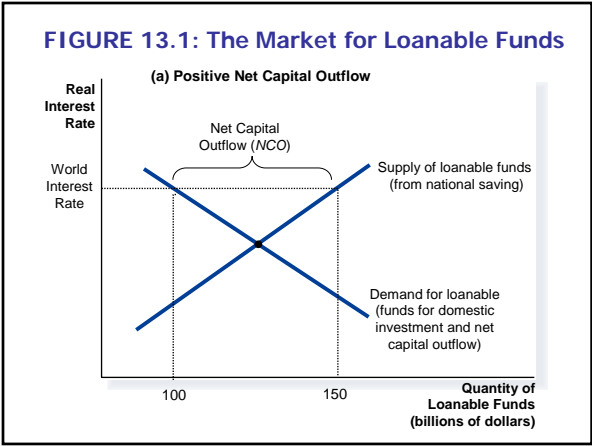 FIGURE 13.1: The Market for Loanable Funds
(a) Positive Net Capital Outflow
Real
Interest
Rate
Net Capital
Outflow (NCO)
World
Interest
Rate
Supply of loanable funds
(from national saving)
Demand for loanable
(funds for domestic
investment and net
capital outflow)
100
150
Quantity of
Loanable Funds
(billions of dollars)